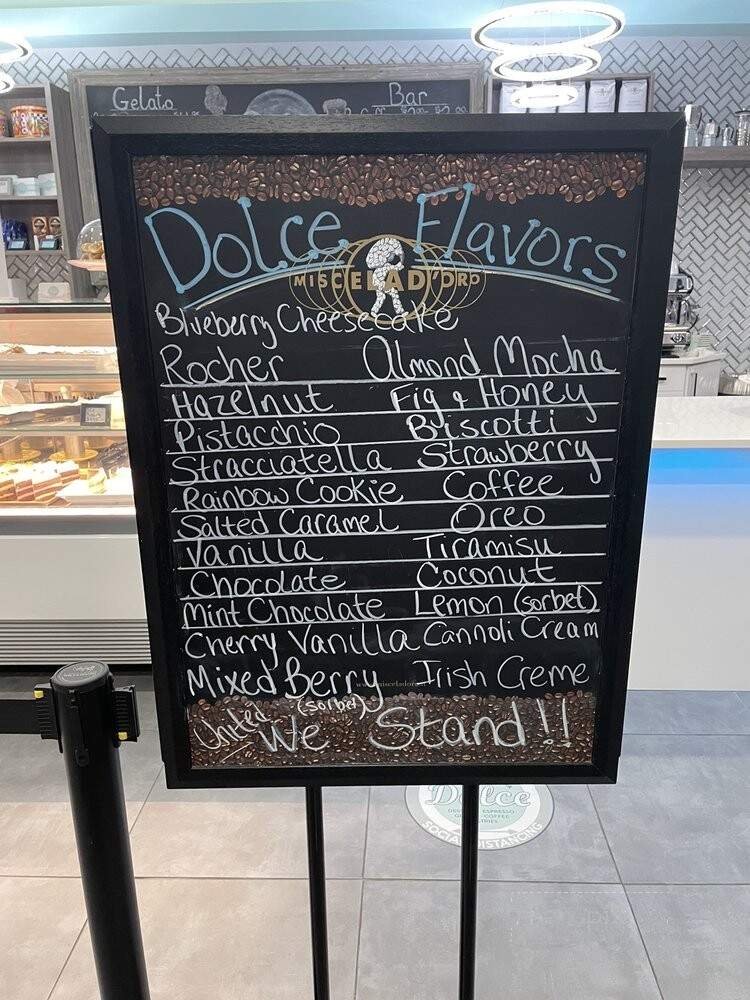 Gelato Bar
Dolce Flavors
MISCELAD'ORO
Blueberry Cheesecake
Rocher Almond Mocha
Hazelnut Fig & Honey
Pistacchio Biscotti
Stracciatella Strawberry
Rainbow Cookie Coffee
Salted Caramel Oreo
Vanilla Tiramisu
Chocolate Coconut
Mint Chocolate Lemon (sorbet)
Cherry Vanilla Cannoli Cream
Mixed Berry Irish Creme
(sorbet)
United We Stand!!
Dolce
SOCIAL DISTANCING